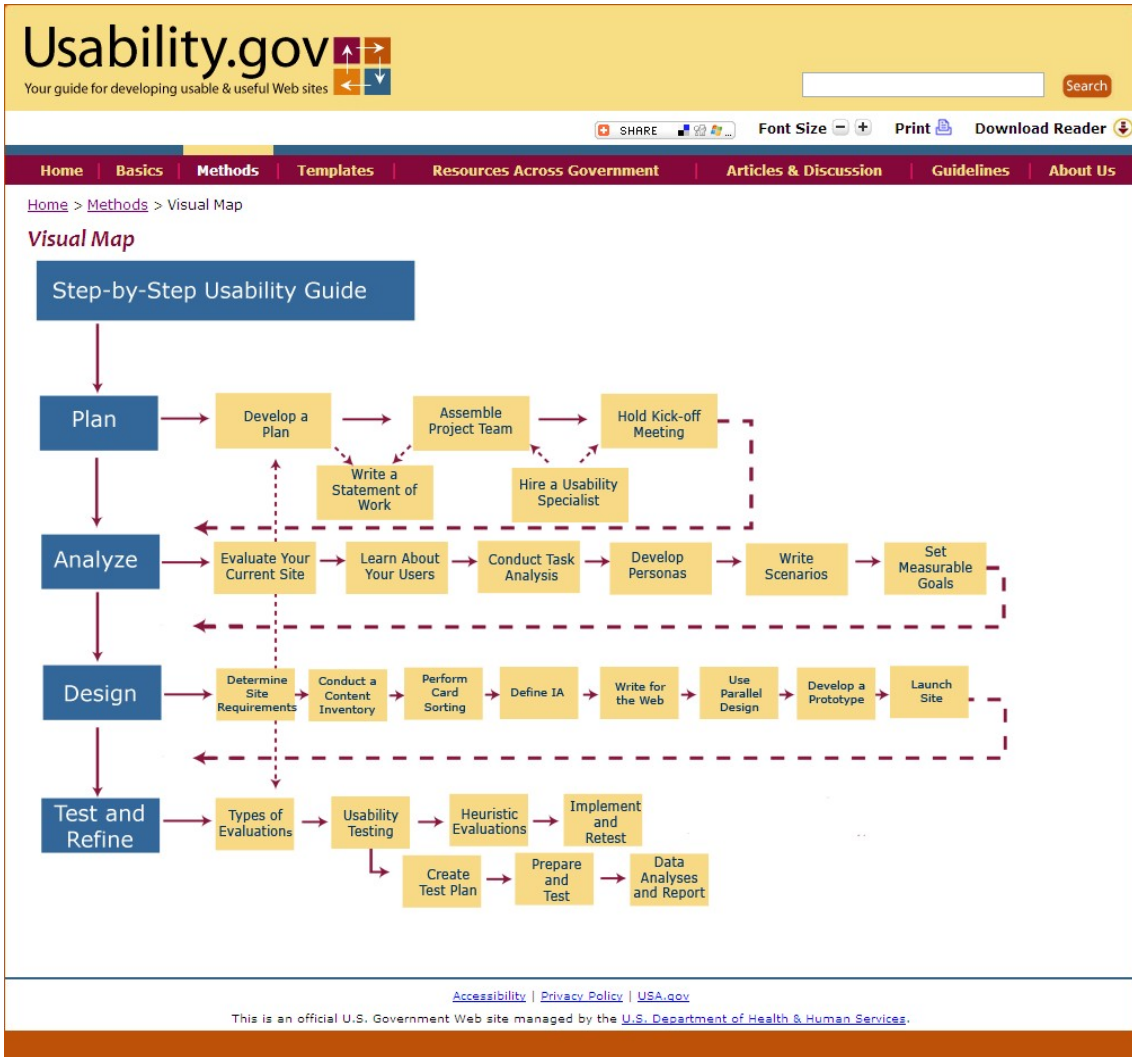 Usability.gov
Your guide for developing usable & useful Web sites
Search
SHARE
Font Size
Print
Download Reader
Home
Basics
Methods
Templates
Resources Across Government
Articles & Discussion
Guidelines
About Us
Home > Methods > Visual Map
Visual Map
Step-by-Step Usability Guide
Plan
Develop a
Plan
Assemble
Project Team
Hold Kick-off
Meeting
Write a
Statement of
Work
Hire a Usability
Specialist
Analyze
Evaluate Your
Current Site
Learn About
Your Users
Conduct Task
Analysis
Develop
Personas
Write
Scenarios
Set
Measurable
Goals
Design
Determine
Site
Requirements
Conduct a
Content
Inventory
Perform
Card
Sorting
Define IA
Write for
the Web
Use
Parallel
Design
Develop a
Prototype
Launch
Site
Test and
Refine
Types of
Evaluations
Usability
Testing
Heuristic
Evaluations
Implement
and
Retest
Create
Test Plan
Prepare
and
Test
Data
Analyses
and Report
Accessibility | Privacy Policy | USA.gov
This is an official U.S. Government Web site managed by the U.S. Department of Health & Human Services.